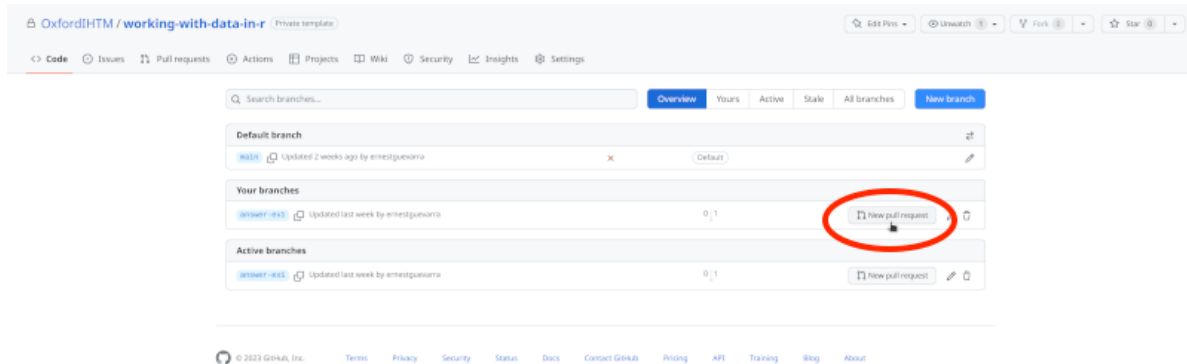 OxfordIHTM / working-with-data-in-r Private template Edit Pins Unwatch 1 Fork 0 Star 0
Code Issues Pull requests Actions Projects Wiki Security Insights Settings
Search branches... Overview Yours Active Stale All branches New branch
Default branch
main Updated 2 weeks ago by ernestguevarra Default
Your branches
answer-ex1 Updated last week by ernestguevarra 0 1 New pull request
Active branches
answer-ex1 Updated last week by ernestguevarra 0 1 New pull request
© 2023 GitHub, Inc. Terms Privacy Security Status Docs Contact GitHub Pricing API Training Blog About